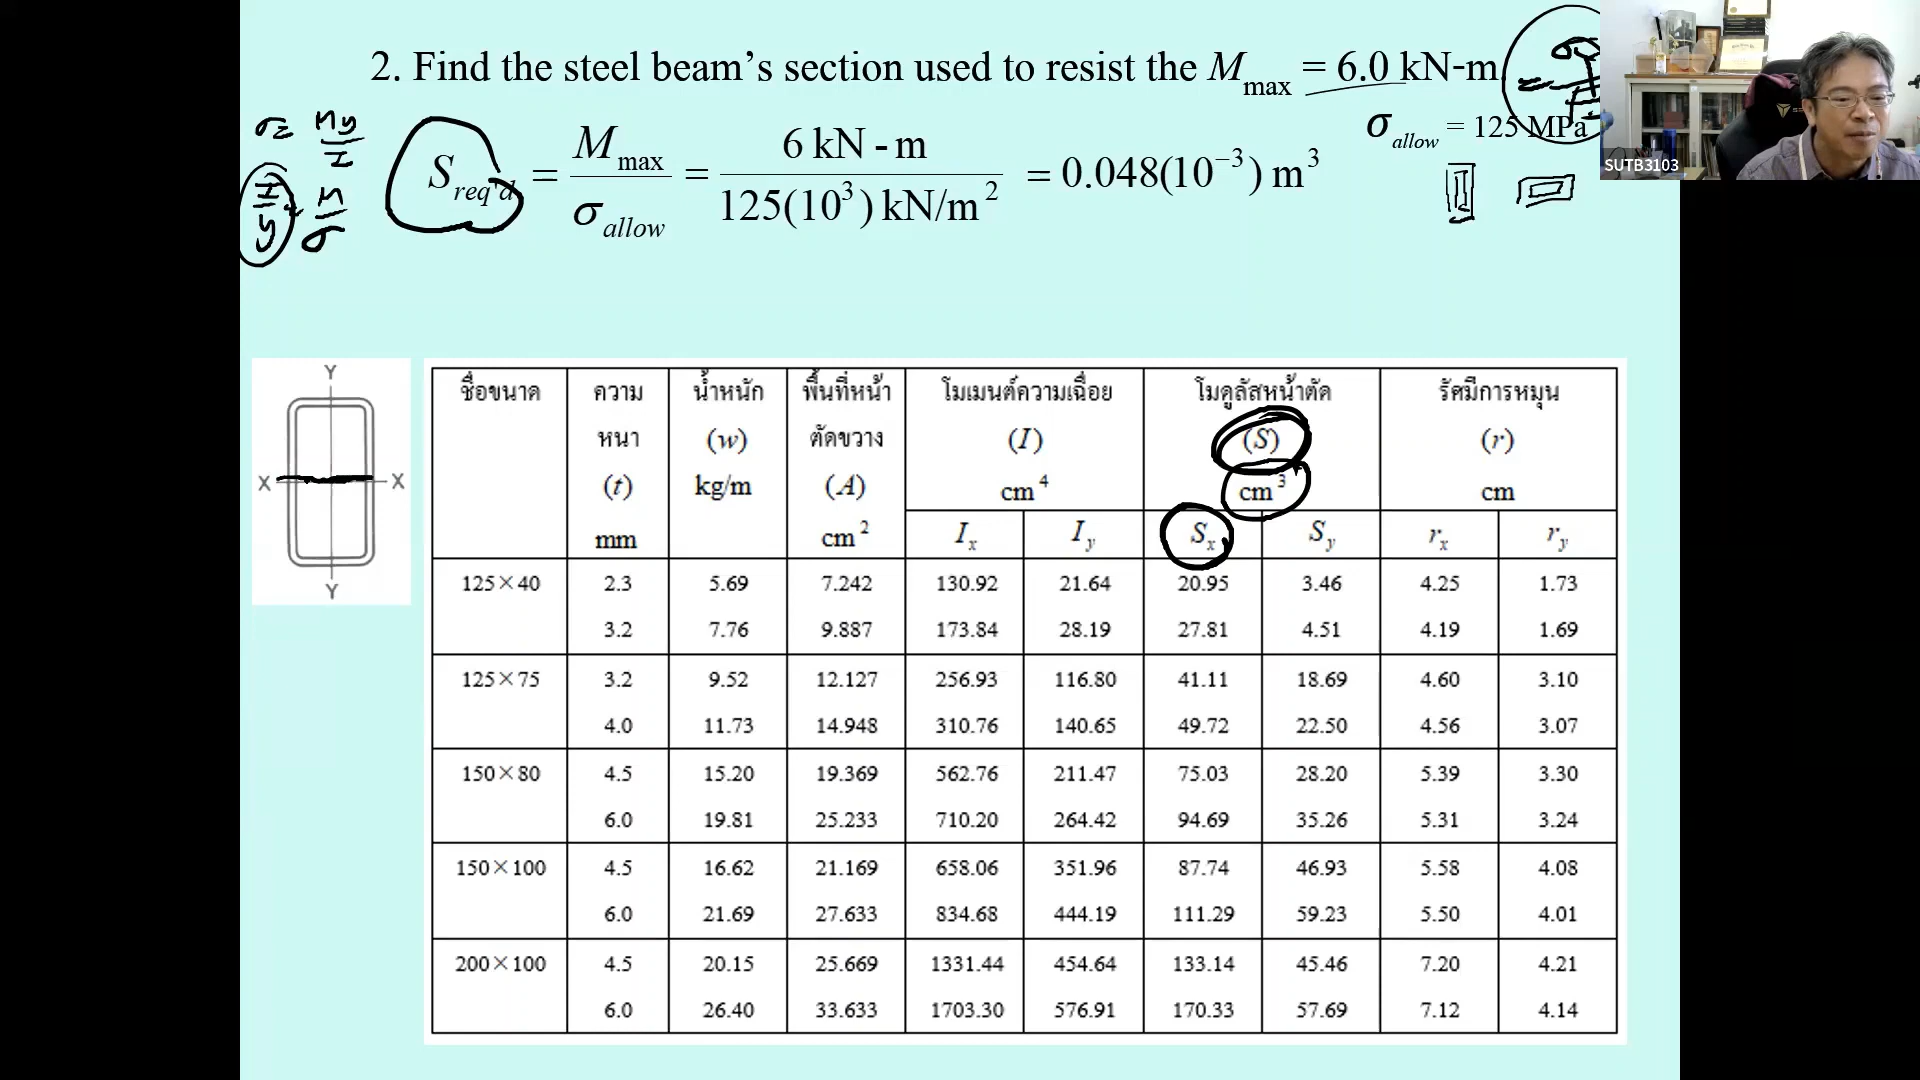 2. Find the steel beam's section used to resist the Mmax = 6.0 kN-m.
σallow = 125 MPa
SUTB3103
σ = My/I
I/y = M/σ
Sreq'd = Mmax/σallow = 6 kN-m/125(10³) kN/m² = 0.048(10⁻³) m³
Y
X X
Y
ชื่อขนาด ความหนา (t) mm น้ำหนัก (w) kg/m พื้นที่หน้าตัดขวาง (A) cm² โมเมนต์ความเฉื่อย (I) cm⁴ โมดูลัสหน้าตัด (S) cm³ รัศมีการหมุน (r) cm
Ix Iy Sx Sy rx ry
125×40 2.3 5.69 7.242 130.92 21.64 20.95 3.46 4.25 1.73
3.2 7.76 9.887 173.84 28.19 27.81 4.51 4.19 1.69
125×75 3.2 9.52 12.127 256.93 116.80 41.11 18.69 4.60 3.10
4.0 11.73 14.948 310.76 140.65 49.72 22.50 4.56 3.07
150×80 4.5 15.20 19.369 562.76 211.47 75.03 28.20 5.39 3.30
6.0 19.81 25.233 710.20 264.42 94.69 35.26 5.31 3.24
150×100 4.5 16.62 21.169 658.06 351.96 87.74 46.93 5.58 4.08
6.0 21.69 27.633 834.68 444.19 111.29 59.23 5.50 4.01
200×100 4.5 20.15 25.669 1331.44 454.64 133.14 45.46 7.20 4.21
6.0 26.40 33.633 1703.30 576.91 170.33 57.69 7.12 4.14